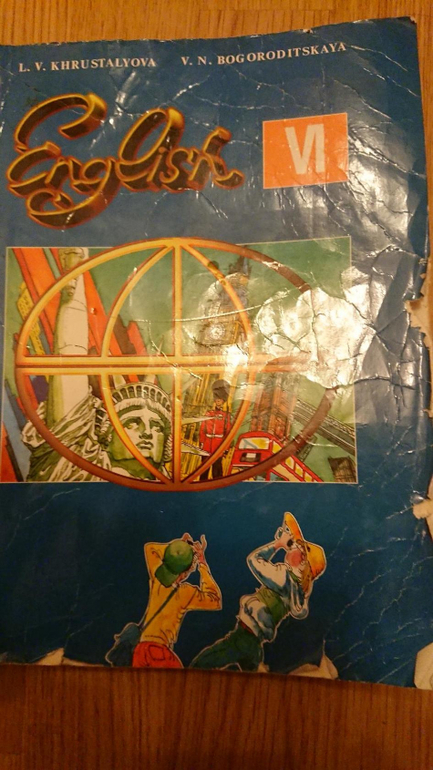 L. V. KHRUSTALYOVA V. N. BOGORODITSKAYA
English
VI